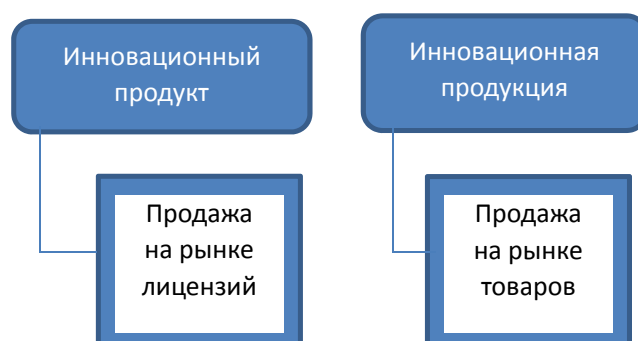 Инновационный
продукт
Инновационная
продукция
Продажа
на рынке
лицензий
Продажа
на рынке
товаров